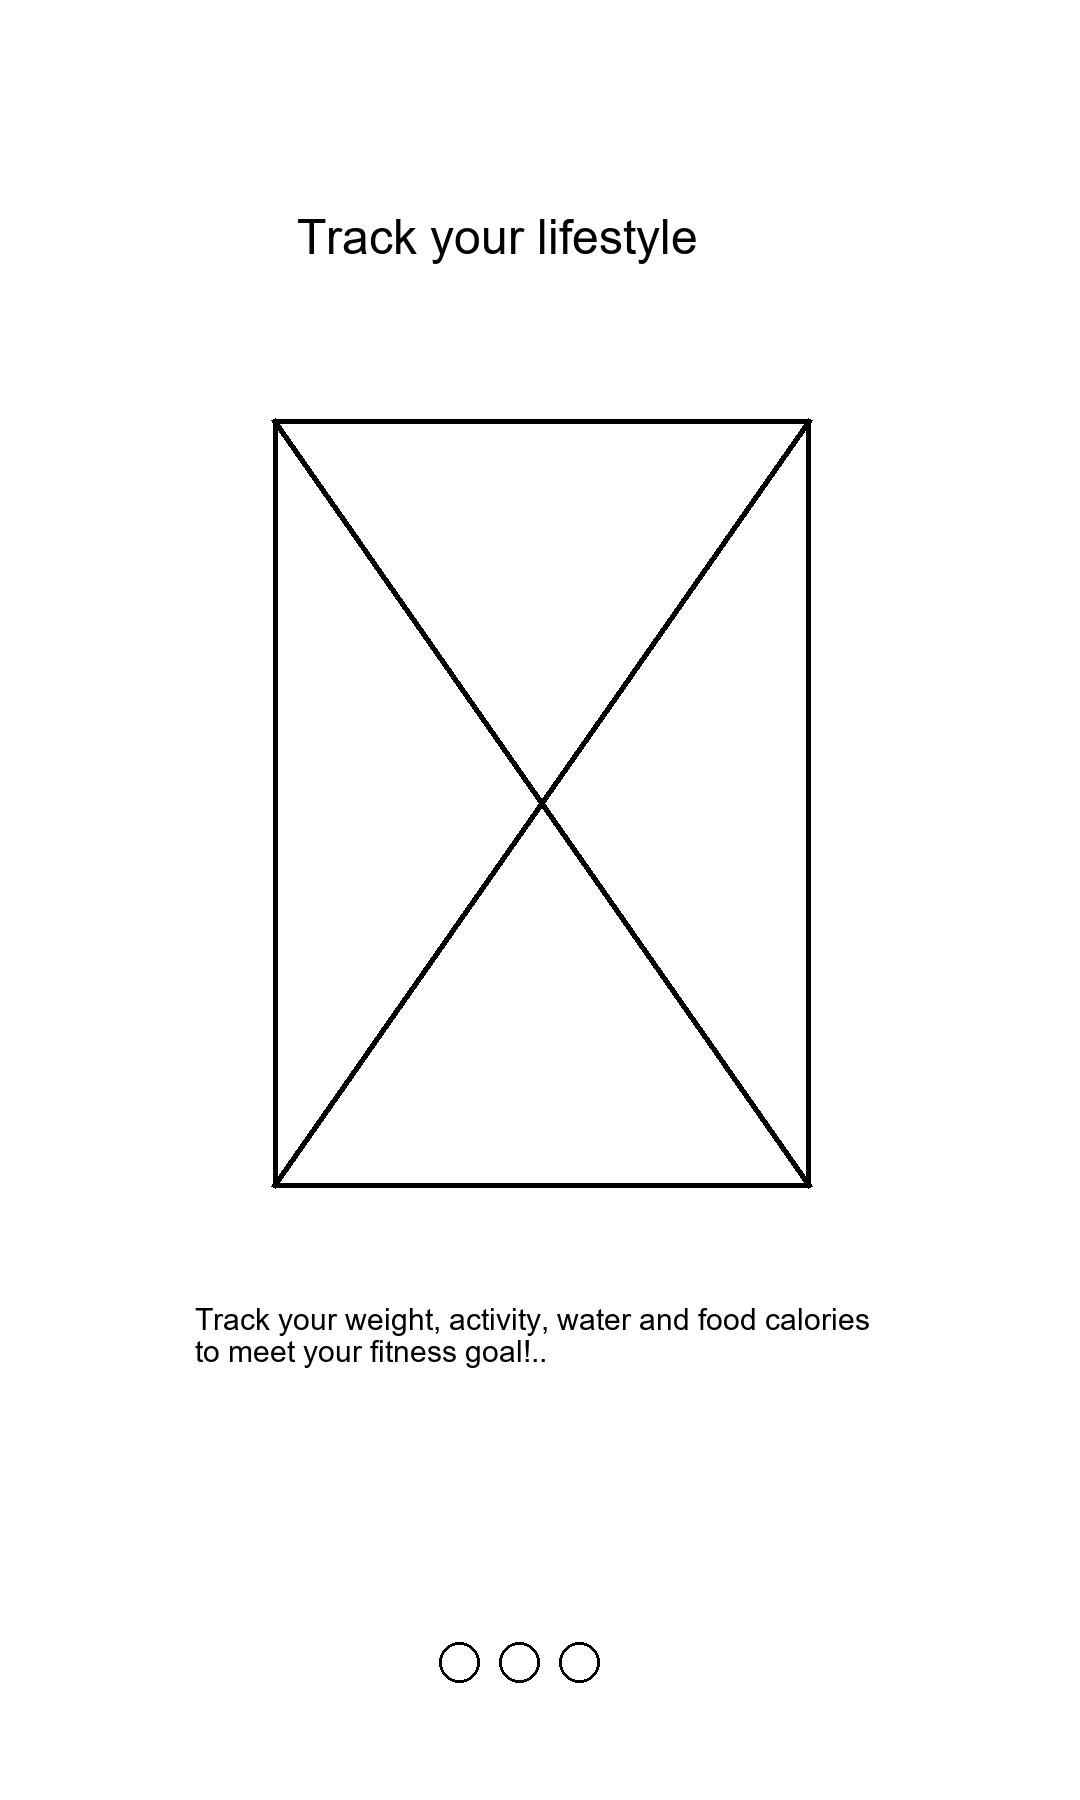 Track your lifestyle
Track your weight, activity, water and food calories
to meet your fitness goal!..